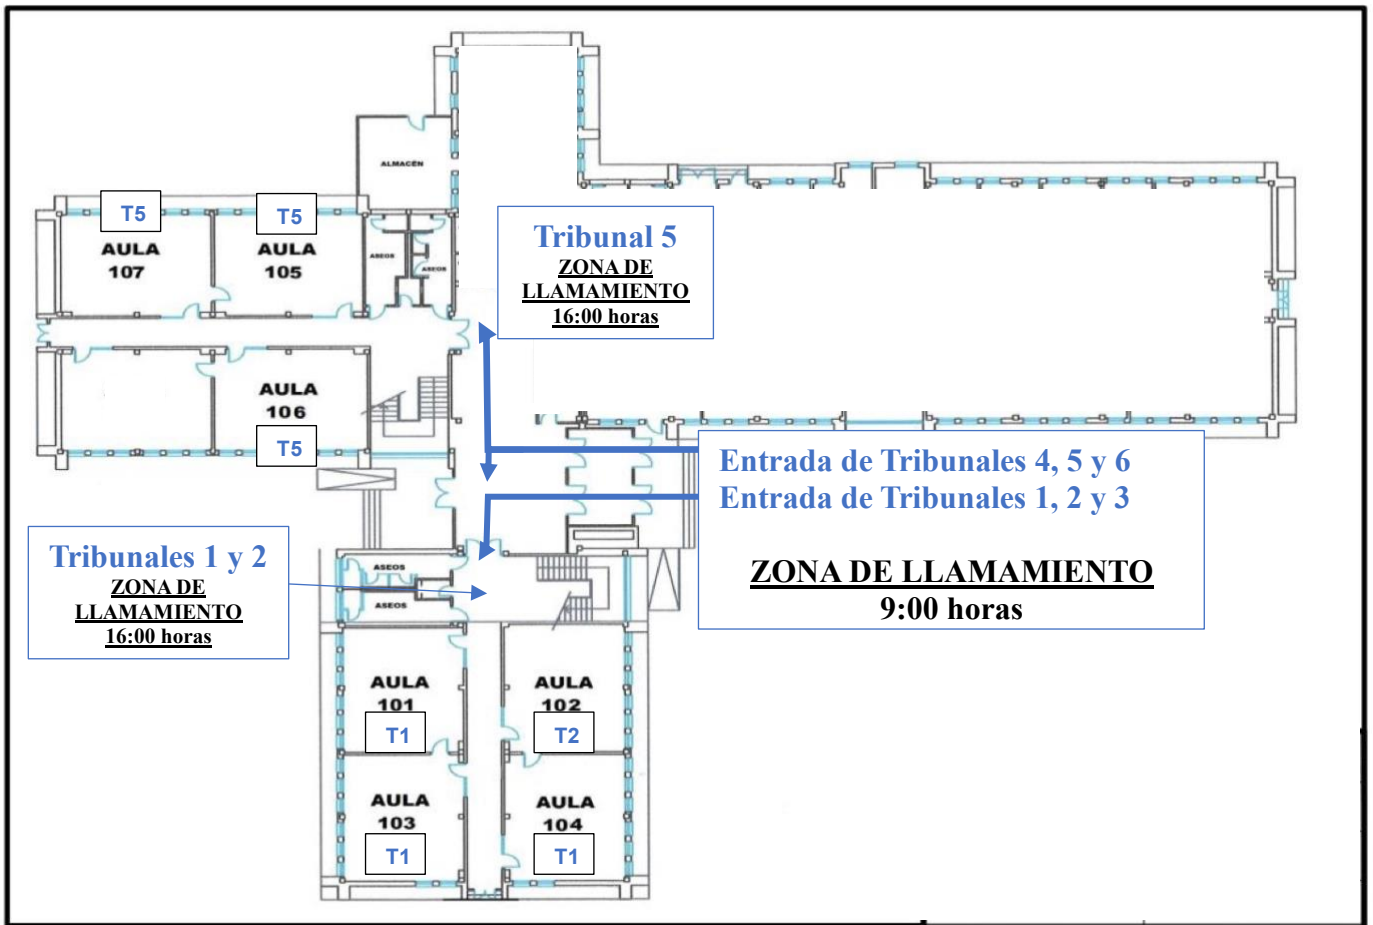 ALMACÉN
T5
T5
AULA
107
AULA
105
ASEOS
ASEOS
Tribunal 5
ZONA DE
LLAMAMIENTO
16:00 horas
AULA
106
T5
Entrada de Tribunales 4, 5 y 6
Entrada de Tribunales 1, 2 y 3
ZONA DE LLAMAMIENTO
9:00 horas
Tribunales 1 y 2
ZONA DE
LLAMAMIENTO
16:00 horas
ASEOS
ASEOS
AULA
101
T1
AULA
102
T2
AULA
103
T1
AULA
104
T1